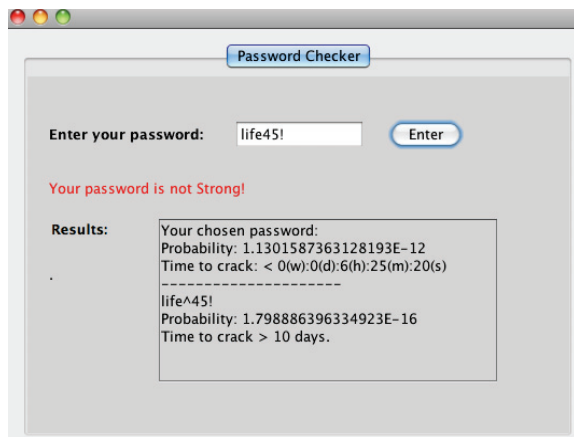 Password Checker
Enter your password: life45! Enter
Your password is not Strong!
Results:
Your chosen password:
Probability: 1.1301587363128193E-12
Time to crack: < 0(w):0(d):6(h):25(m):20(s)
----------------------
life^45!
Probability: 1.798886396334923E-16
Time to crack > 10 days.